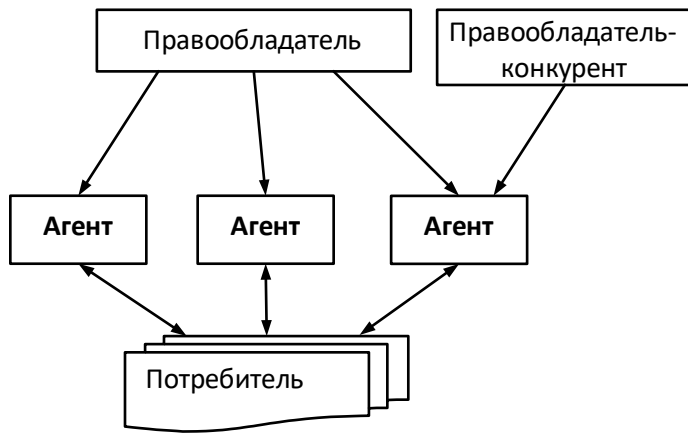 Правообладатель
Правообладатель-
конкурент
Агент
Агент
Агент
Потребитель